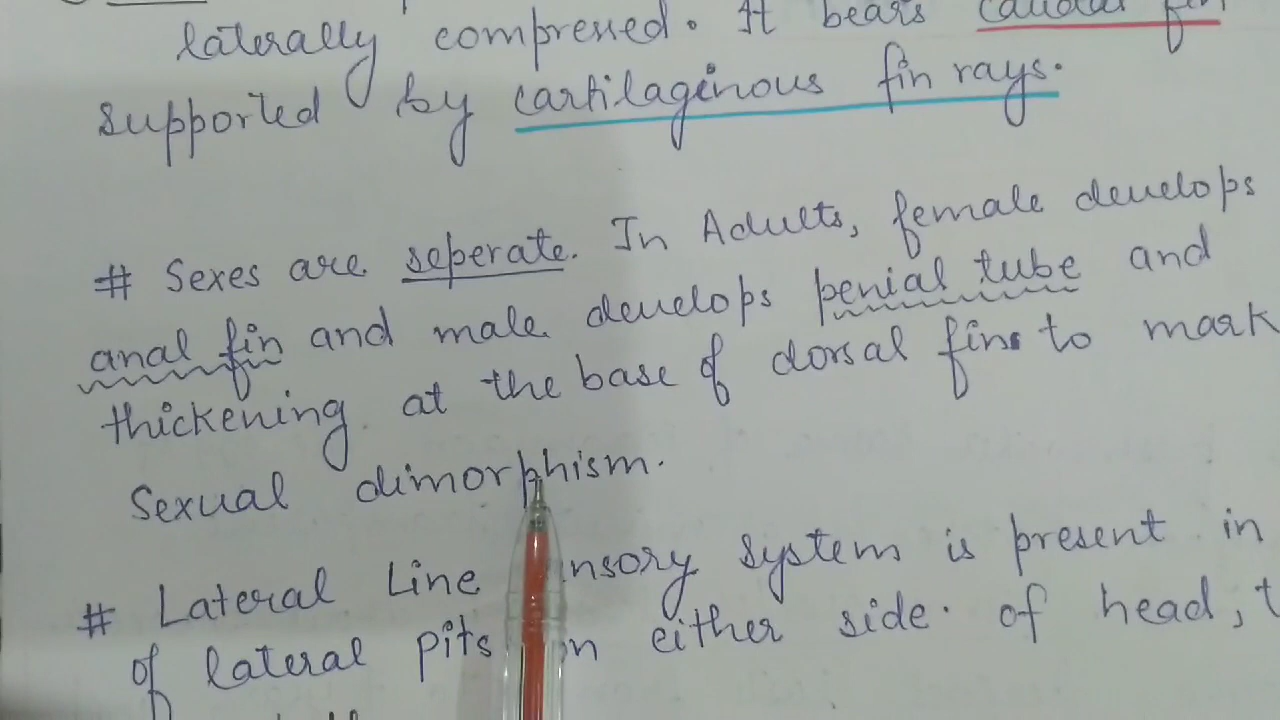 laterally compressed. It bears caudal fin
supported by cartilaginous fin rays.
# Sexes are seperate. In Adults, female develops
anal fin and male develops penial tube and
thickening at the base of dorsal fins to mark
Sexual dimorphism.
# Lateral Line system is present in
of lateral pits either side of head,